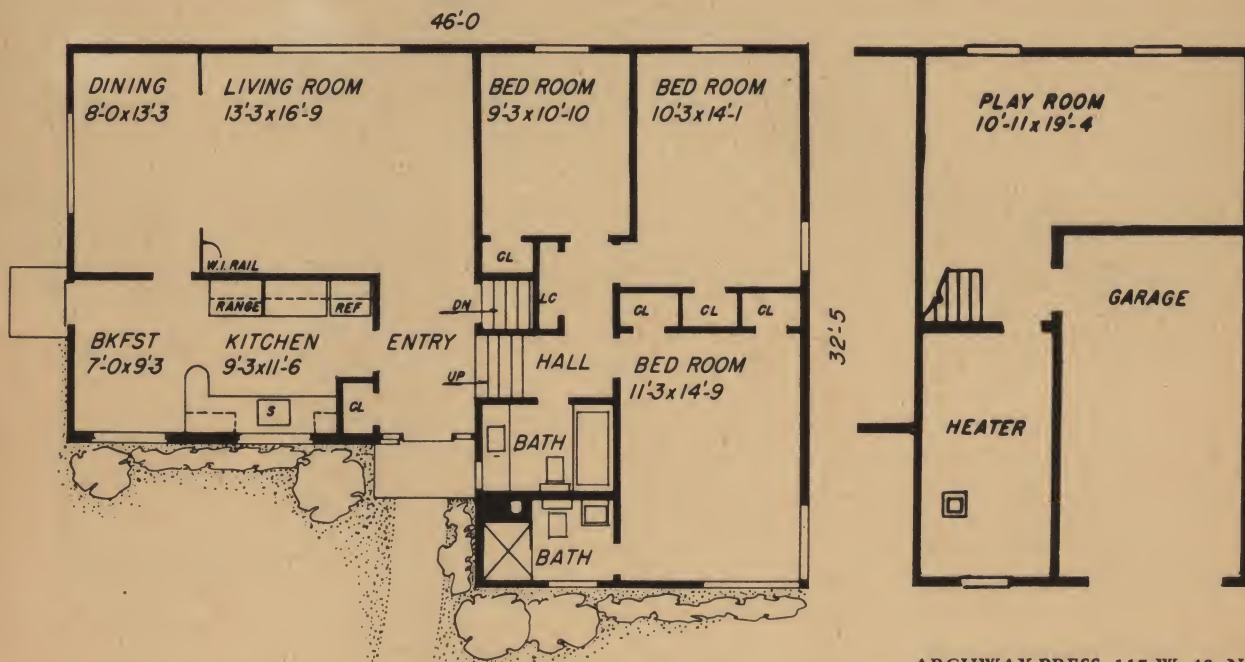 46'-0
DINING
8'-0x13'-3
LIVING ROOM
13'-3x16'-9
BED ROOM
9'-3x10'-10
BED ROOM
10'-3x14'-1
W.I. RAIL
RANGE
REF
CL
DN
LC
BKFST
7'-0x9'-3
KITCHEN
9'-3x11'-6
ENTRY
UP
HALL
CL
CL
CL
BED ROOM
11'-3x14'-9
S
CL
BATH
BATH
32'-5
PLAY ROOM
10'-11x19'-4
GARAGE
HEATER